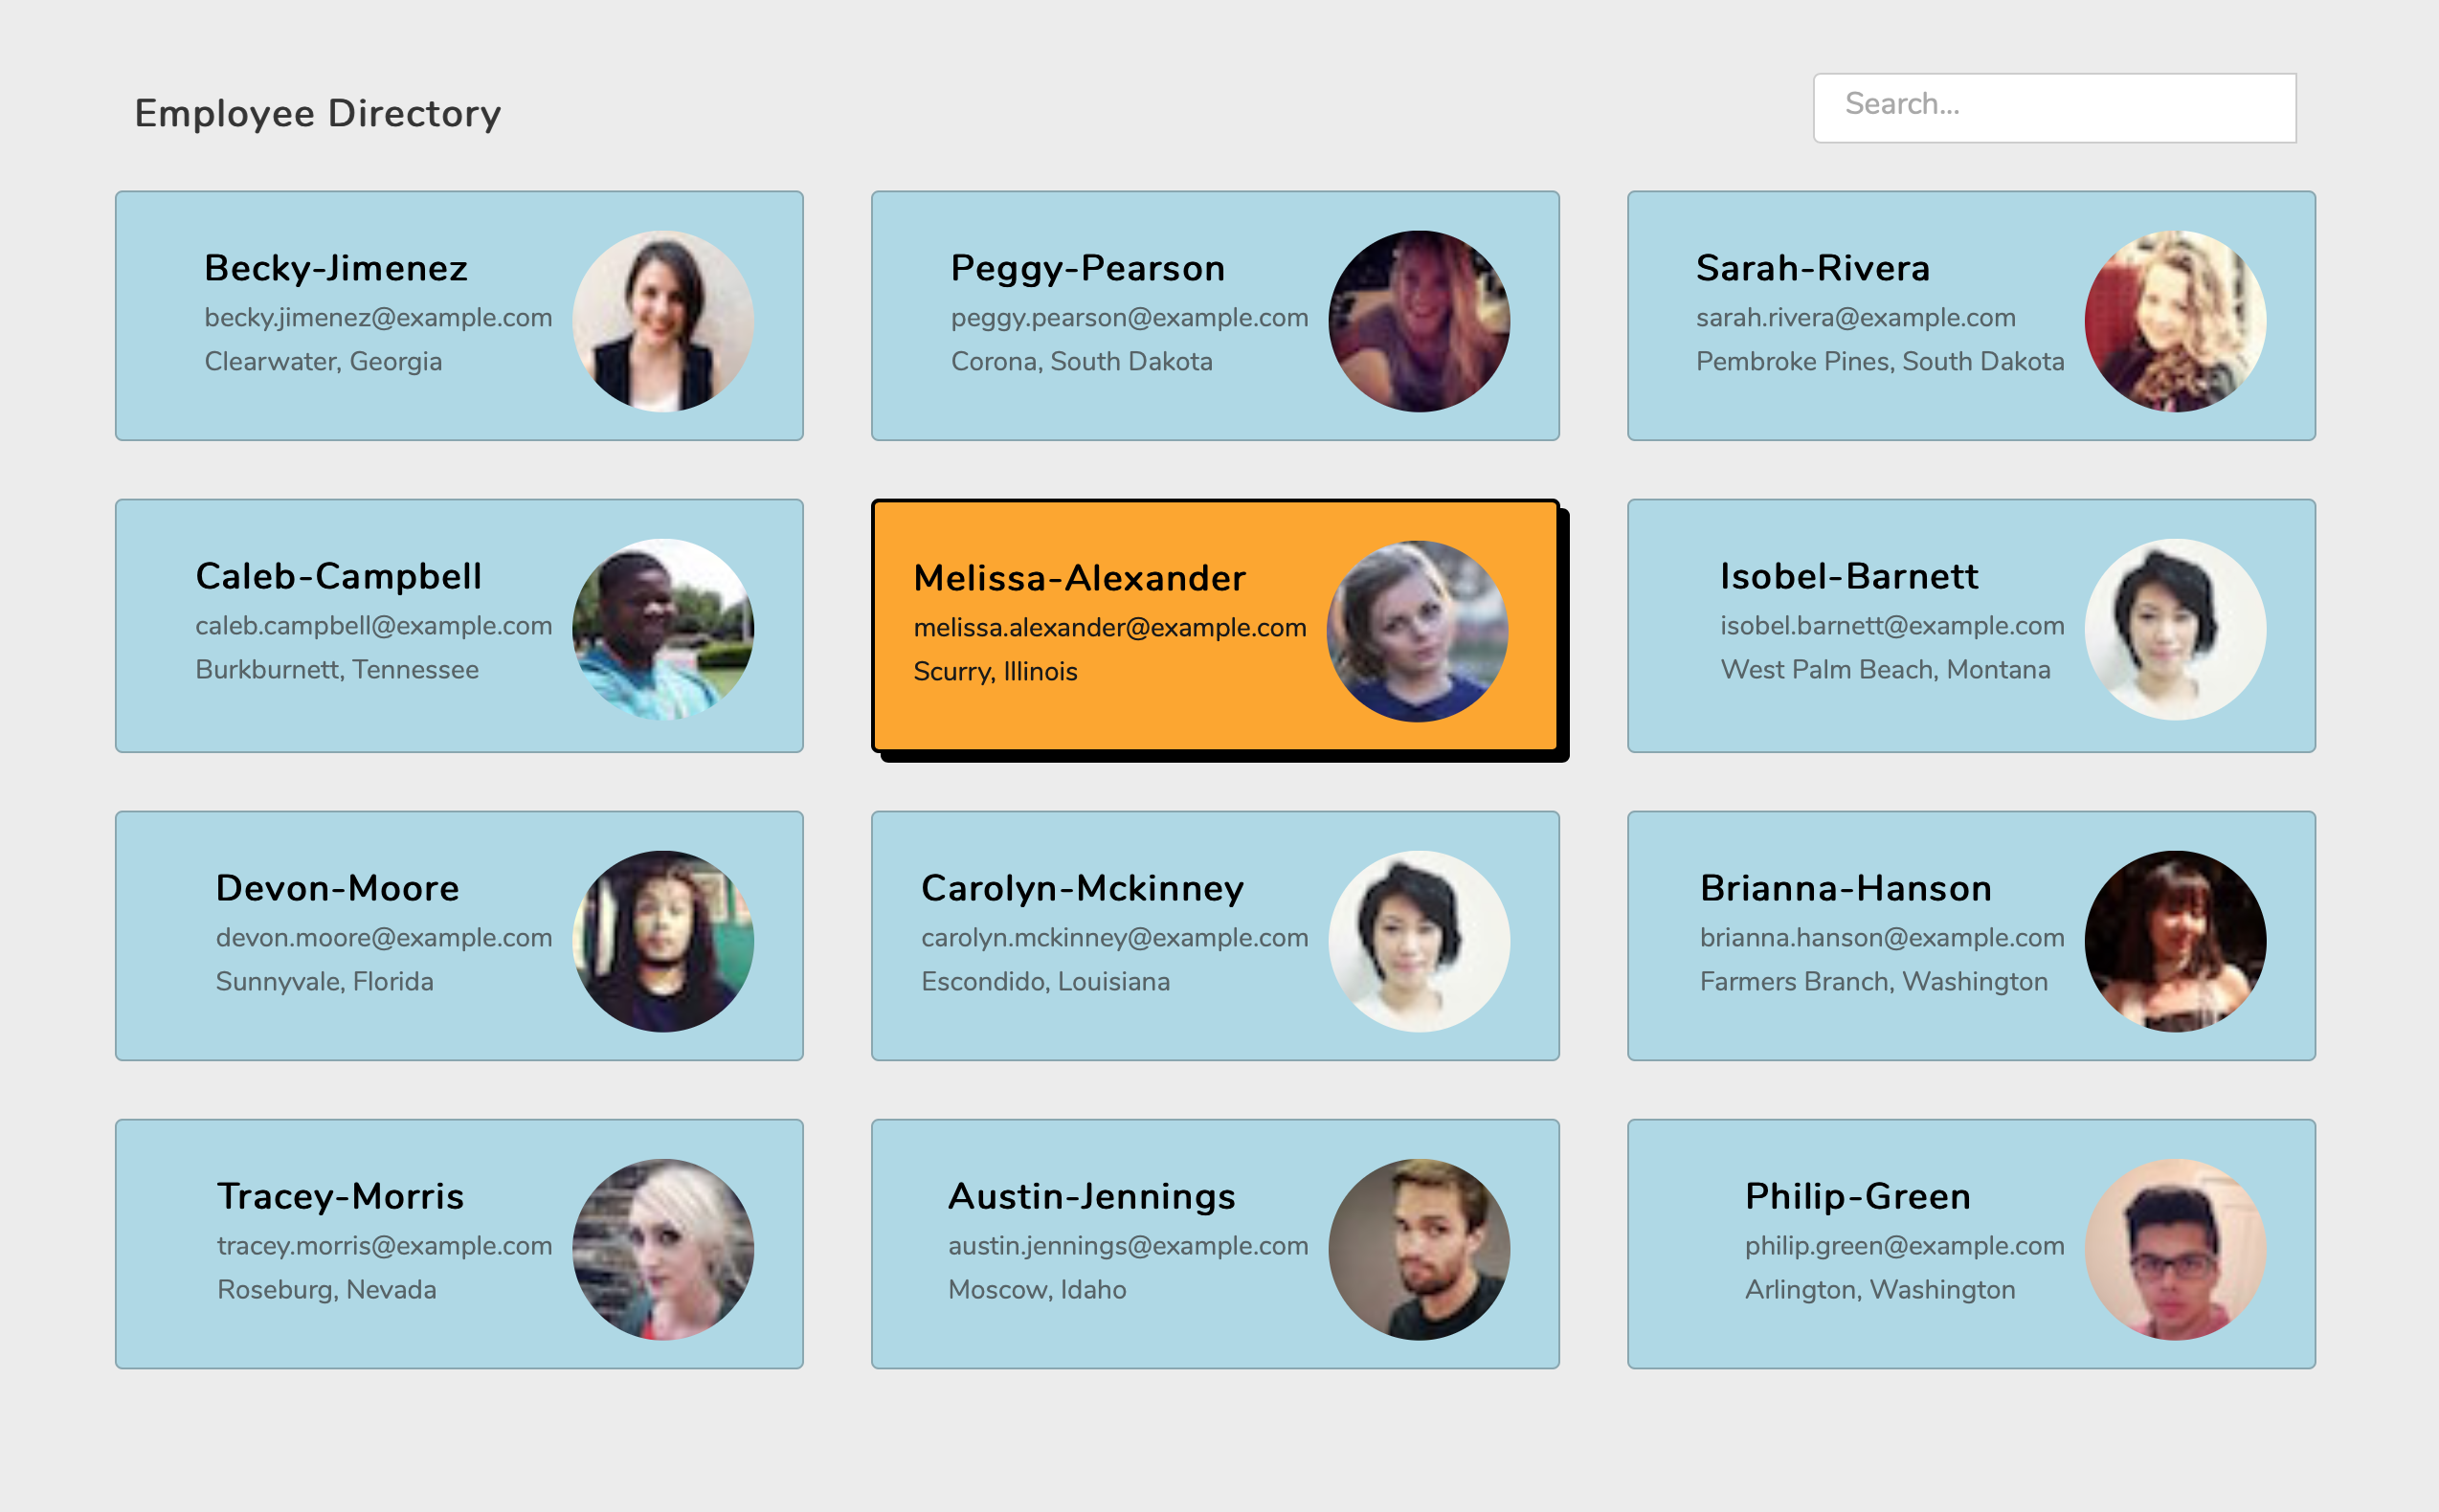 Employee Directory
Search...
Becky-Jimenez
becky.jimenez@example.com
Clearwater, Georgia
Peggy-Pearson
peggy.pearson@example.com
Corona, South Dakota
Sarah-Rivera
sarah.rivera@example.com
Pembroke Pines, South Dakota
Caleb-Campbell
caleb.campbell@example.com
Burkburnett, Tennessee
Melissa-Alexander
melissa.alexander@example.com
Scurry, Illinois
Isobel-Barnett
isobel.barnett@example.com
West Palm Beach, Montana
Devon-Moore
devon.moore@example.com
Sunnyvale, Florida
Carolyn-Mckinney
carolyn.mckinney@example.com
Escondido, Louisiana
Brianna-Hanson
brianna.hanson@example.com
Farmers Branch, Washington
Tracey-Morris
tracey.morris@example.com
Roseburg, Nevada
Austin-Jennings
austin.jennings@example.com
Moscow, Idaho
Philip-Green
philip.green@example.com
Arlington, Washington